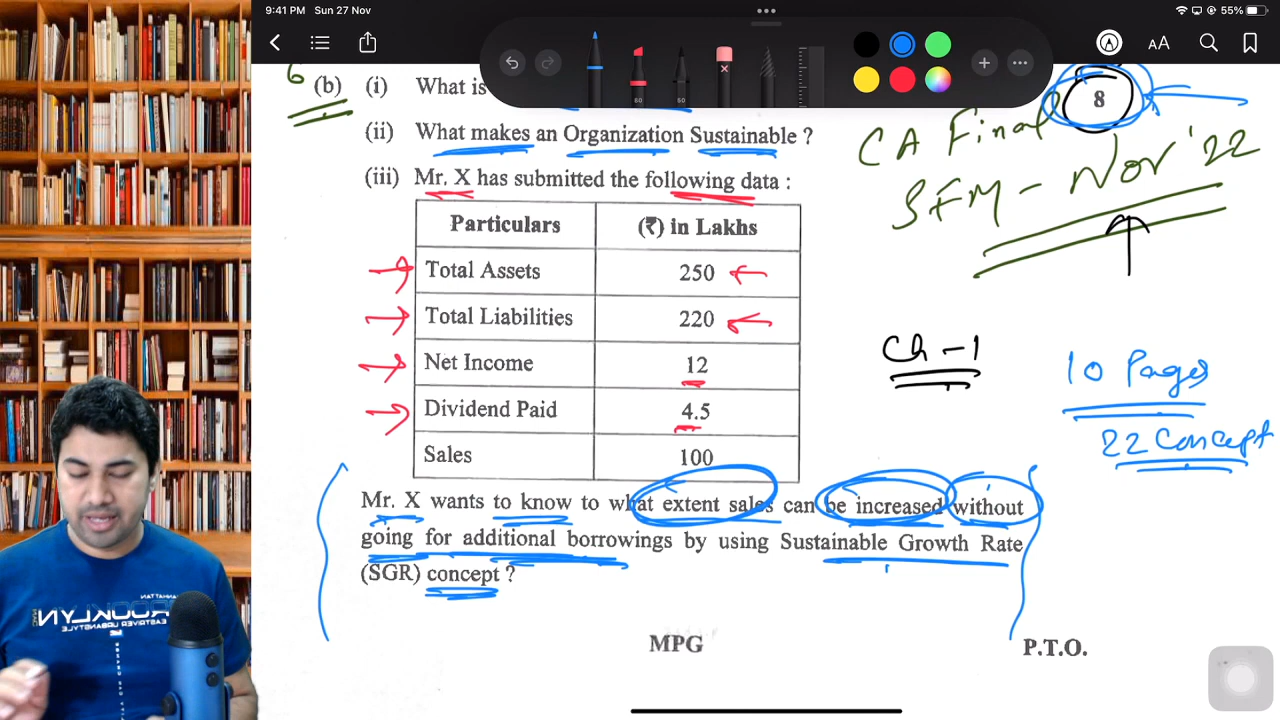 9:41 PM Sun 27 Nov
55%
AA
80
50
6 (b) (i) What is
8
(ii) What makes an Organization Sustainable ?
CA Final
SFM - Nov '22
(iii) Mr. X has submitted the following data :
Particulars (₹) in Lakhs
Total Assets 250
Total Liabilities 220
Net Income 12
Dividend Paid 4.5
Sales 100
Ch - 1
10 Pages
22 Concept
Mr. X wants to know to what extent sales can be increased without
going for additional borrowings by using Sustainable Growth Rate
(SGR) concept ?
MPG
P.T.O.